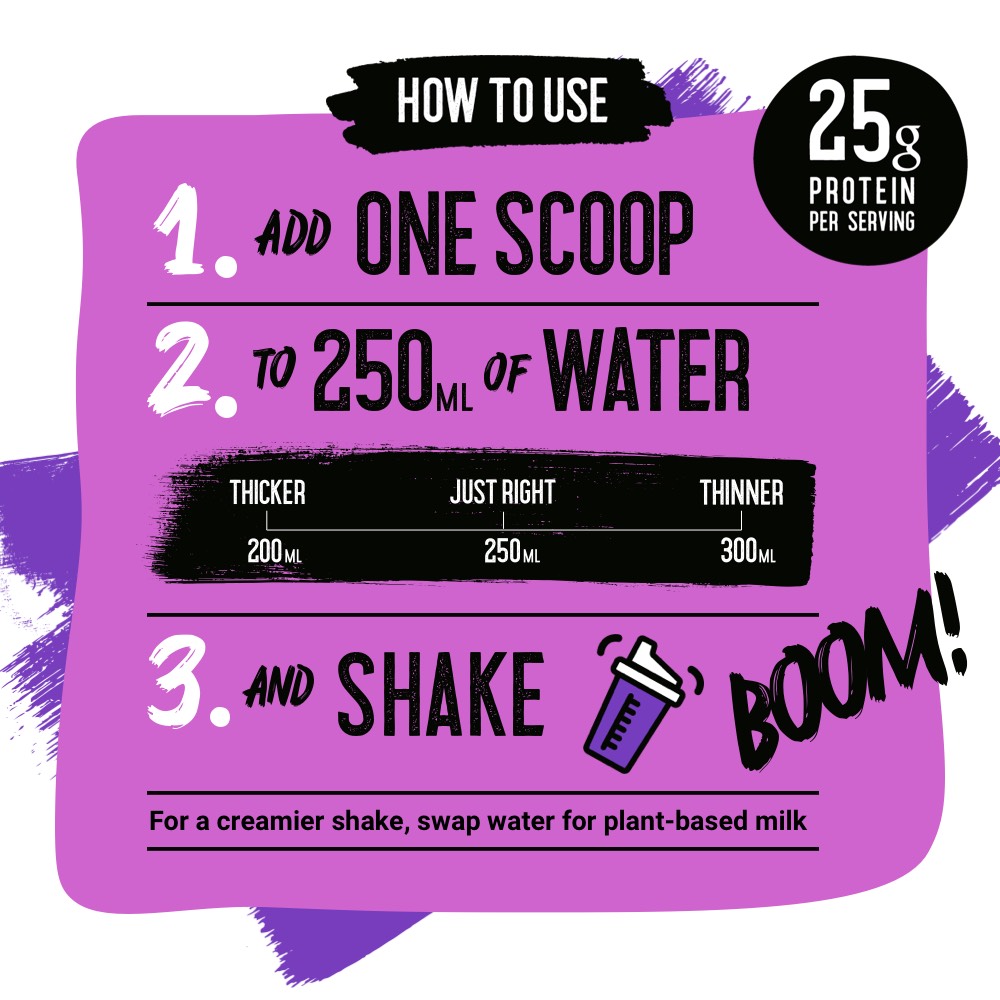 HOW TO USE
25g
PROTEIN
PER SERVING
1. ADD ONE SCOOP
2. TO 250ML OF WATER
THICKER JUST RIGHT THINNER
200ML 250ML 300ML
3. AND SHAKE
BOOM!
For a creamier shake, swap water for plant-based milk